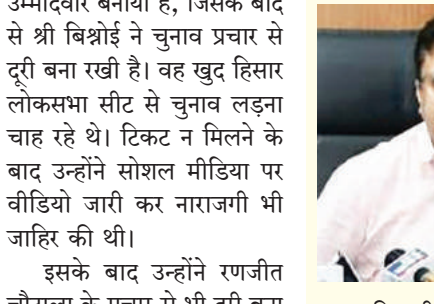 उम्मीदवार बनाया है, जिसके बाद
से श्री बिश्नोई ने चुनाव प्रचार से
दूरी बना रखी है। वह खुद हिसार
लोकसभा सीट से चुनाव लड़ना
चाह रहे थे। टिकट न मिलने के
बाद उन्होंने सोशल मीडिया पर
वीडियो जारी कर नाराजगी भी
जाहिर की थी।
इसके बाद उन्होंने रणजीत
चौटाला के